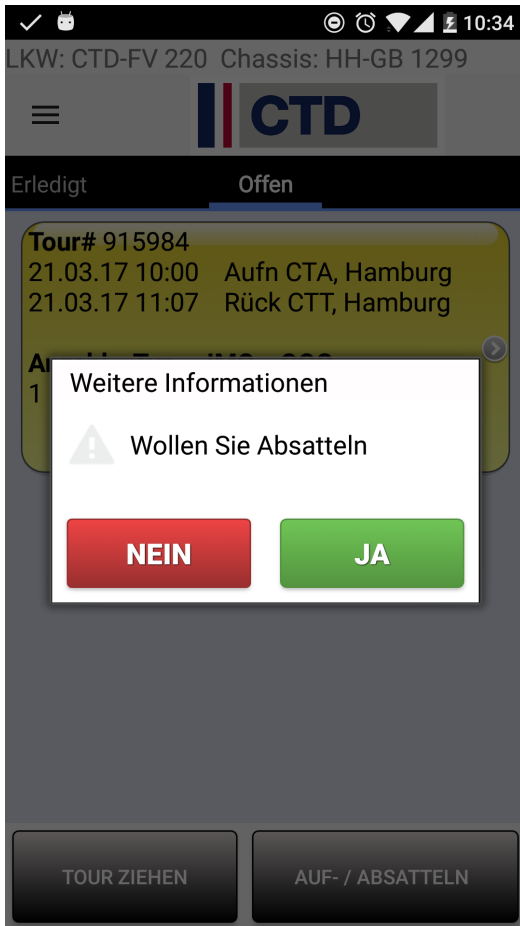 10:34
LKW: CTD-FV 220 Chassis: HH-GB 1299
CTD
Erledigt Offen
Tour# 915984
21.03.17 10:00 Aufn CTA, Hamburg
21.03.17 11:07 Rück CTT, Hamburg
1
Weitere Informationen
Wollen Sie Absatteln
NEIN JA
TOUR ZIEHEN AUF- / ABSATTELN